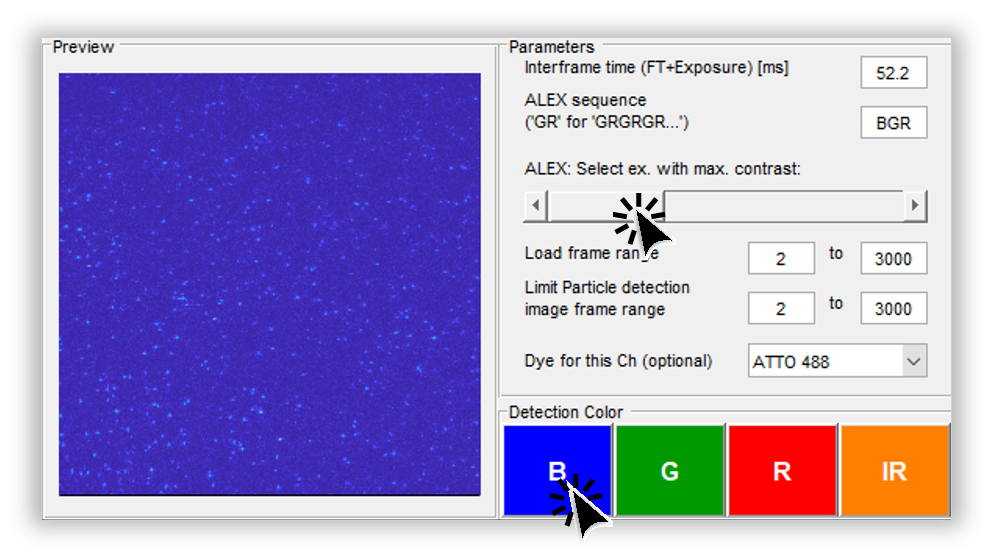 Preview
Parameters
Interframe time (FT+Exposure) [ms]
52.2
ALEX sequence
('GR' for 'GRGRGR...')
BGR
ALEX: Select ex. with max. contrast:
Load frame range
2
to
3000
Limit Particle detection
image frame range
2
to
3000
Dye for this Ch (optional)
ATTO 488
Detection Color
B
G
R
IR